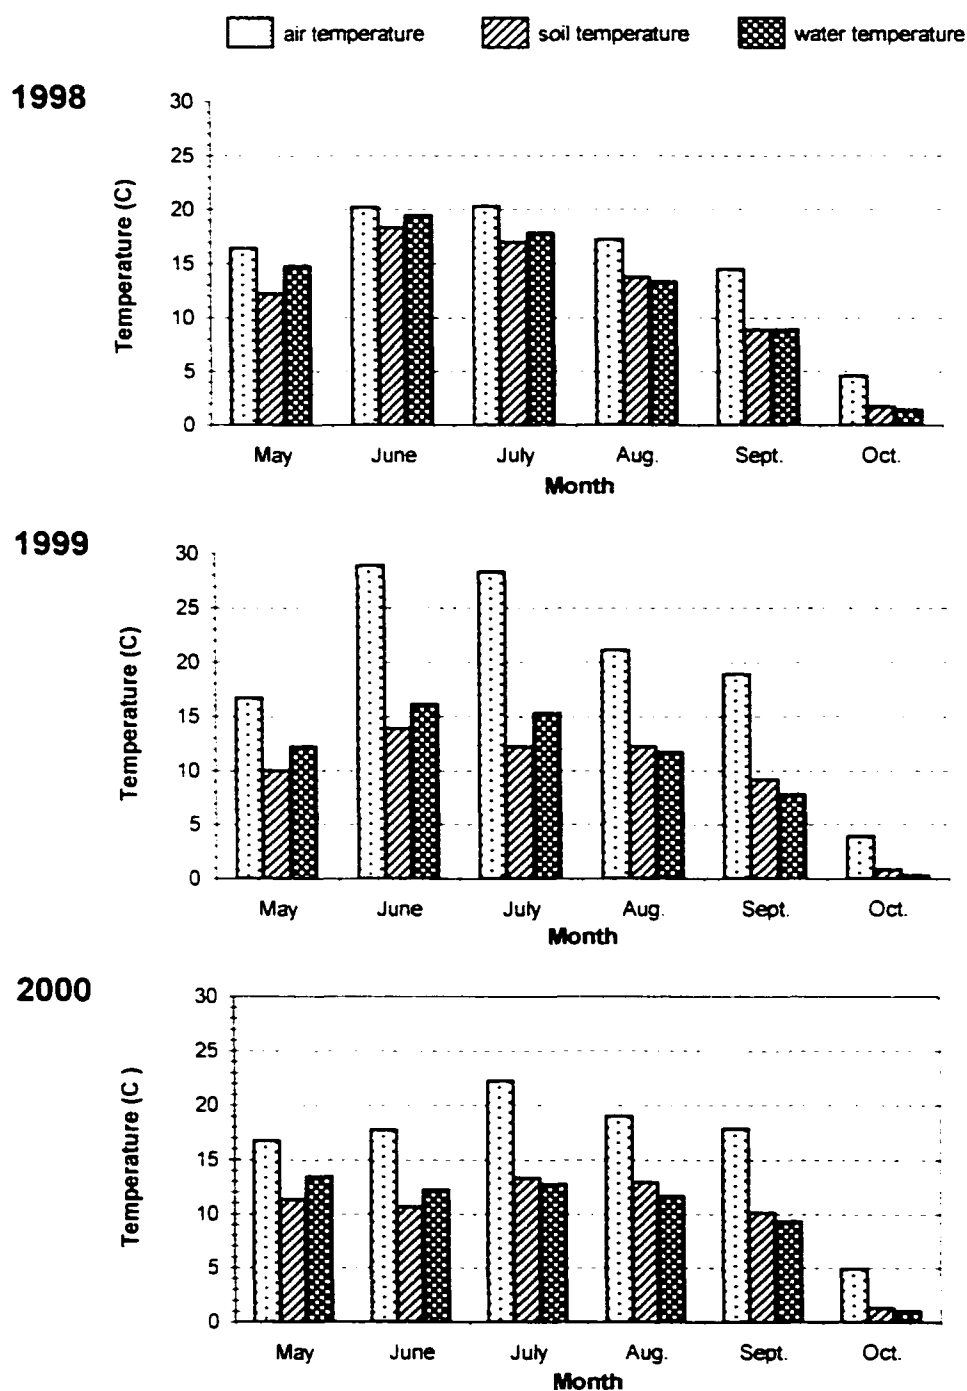 air temperature soil temperature water temperature
1998
Temperature (C)
30
25
20
15
10
5
0
May June July Aug. Sept. Oct.
Month
1999
Temperature (C)
30
25
20
15
10
5
0
May June July Aug. Sept. Oct.
Month
2000
Temperature (C )
30
25
20
15
10
5
0
May June July Aug. Sept. Oct.
Month